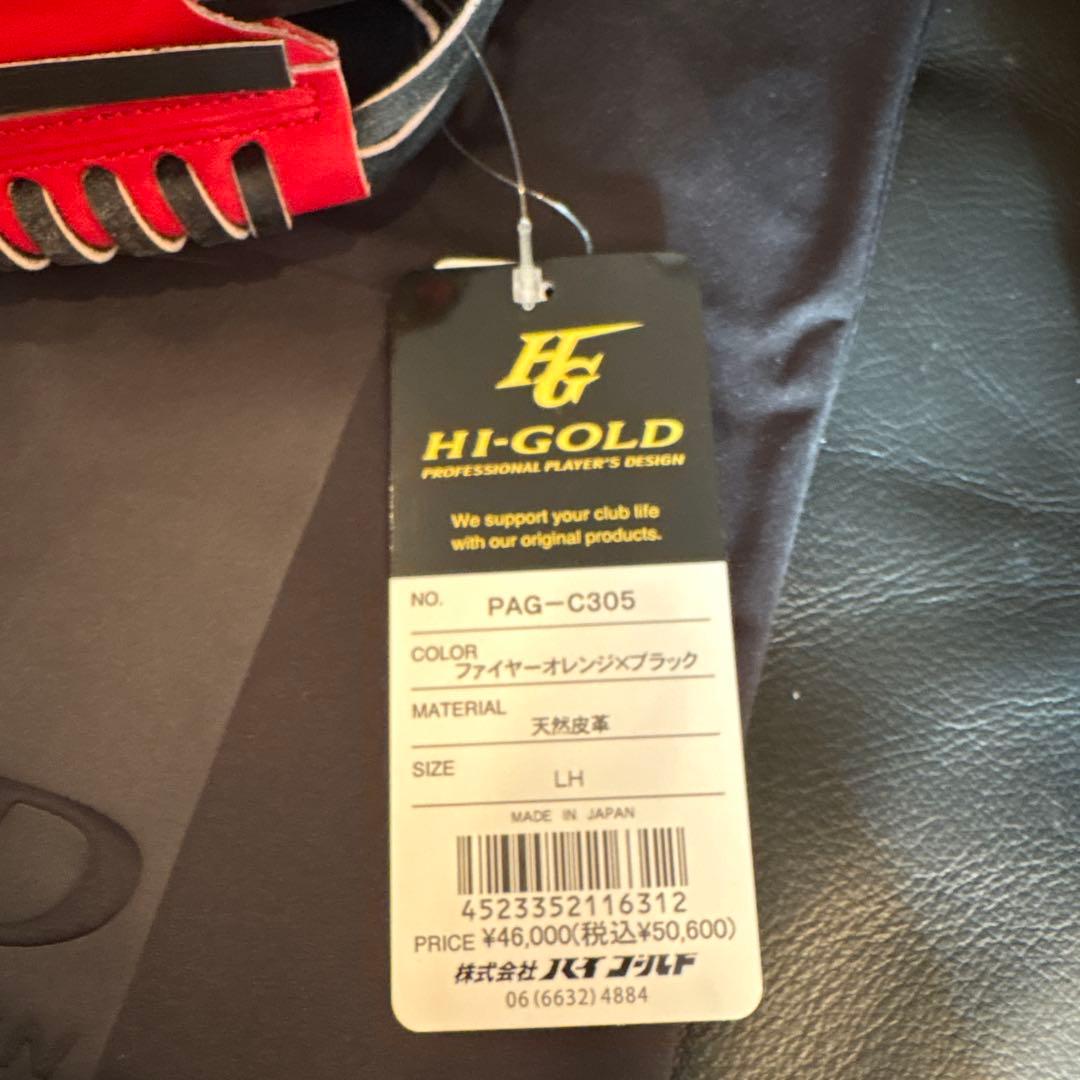 HG
HI-GOLD
PROFESSIONAL PLAYER'S DESIGN
We support your club life
with our original products.
NO. PAG-C305
COLOR ファイヤーオレンジ×ブラック
MATERIAL 天然皮革
SIZE LH
MADE IN JAPAN
4523352116312
PRICE ¥46,000(税込¥50,600)
株式会社ハイゴールド
06(6632)4884